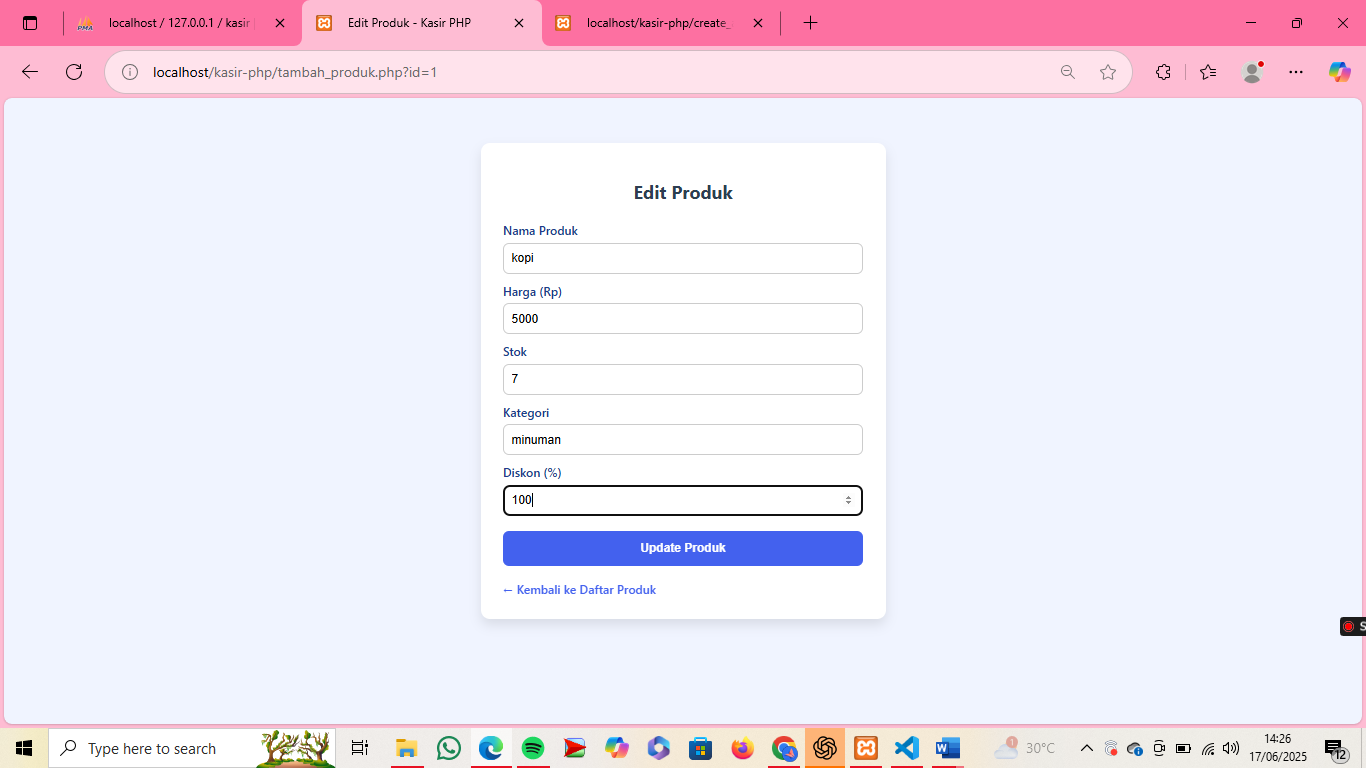 localhost / 127.0.0.1 / kasir
Edit Produk - Kasir PHP
localhost/kasir-php/create_
localhost/kasir-php/tambah_produk.php?id=1
Edit Produk
Nama Produk
kopi
Harga (Rp)
5000
Stok
7
Kategori
minuman
Diskon (%)
100
Update Produk
← Kembali ke Daftar Produk
S
Type here to search
30°C
14:26
17/06/2025
12